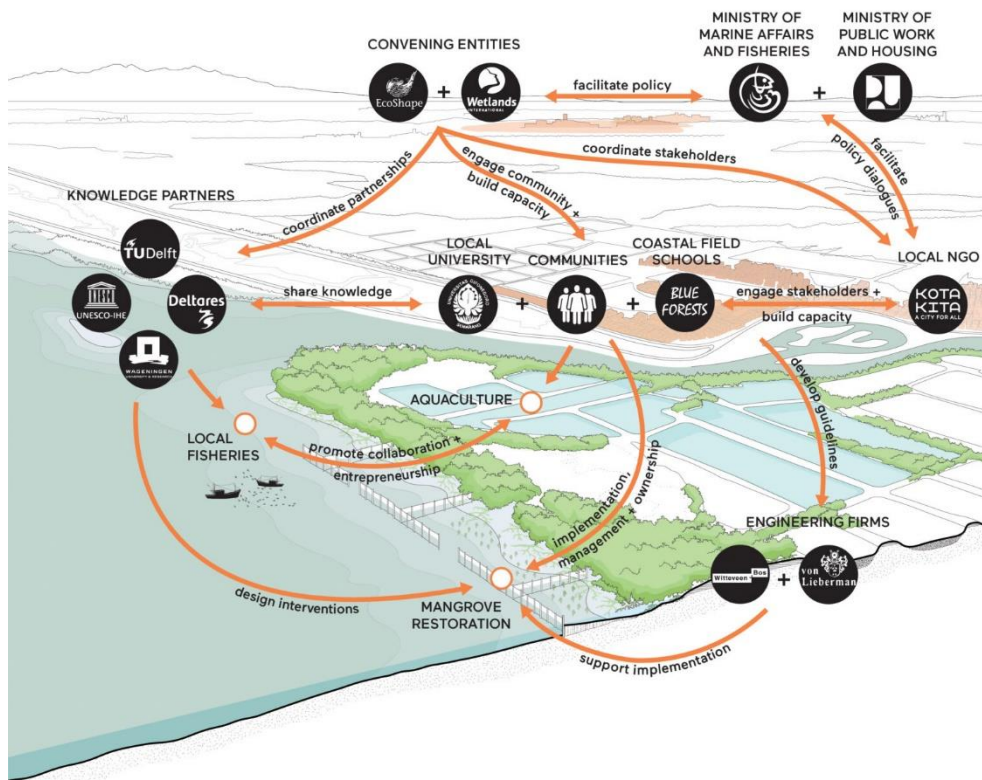 CONVENING ENTITIES
EcoShape
+
Wetlands
INTERNATIONAL
facilitate policy
MINISTRY OF
MARINE AFFAIRS
AND FISHERIES
+
MINISTRY OF
PUBLIC WORK
AND HOUSING
PU
coordinate partnerships
engage community +
build capacity
coordinate stakeholders
facilitate
policy dialogues
KNOWLEDGE PARTNERS
TUDelft
UNESCO-IHE
Deltares
WAGENINGEN
UNIVERSITY & RESEARCH
share knowledge
LOCAL
UNIVERSITY
+
COMMUNITIES
+
COASTAL FIELD
SCHOOLS
BLUE
FORESTS
engage stakeholders +
build capacity
LOCAL NGO
KOTA
KITA
A CITY FOR ALL
AQUACULTURE
LOCAL
FISHERIES
promote collaboration +
entrepreneurship
implementation,
management + ownership
develop guidelines
ENGINEERING FIRMS
Witteveen + Bos
+
von
Lieberman
design interventions
MANGROVE
RESTORATION
support implementation